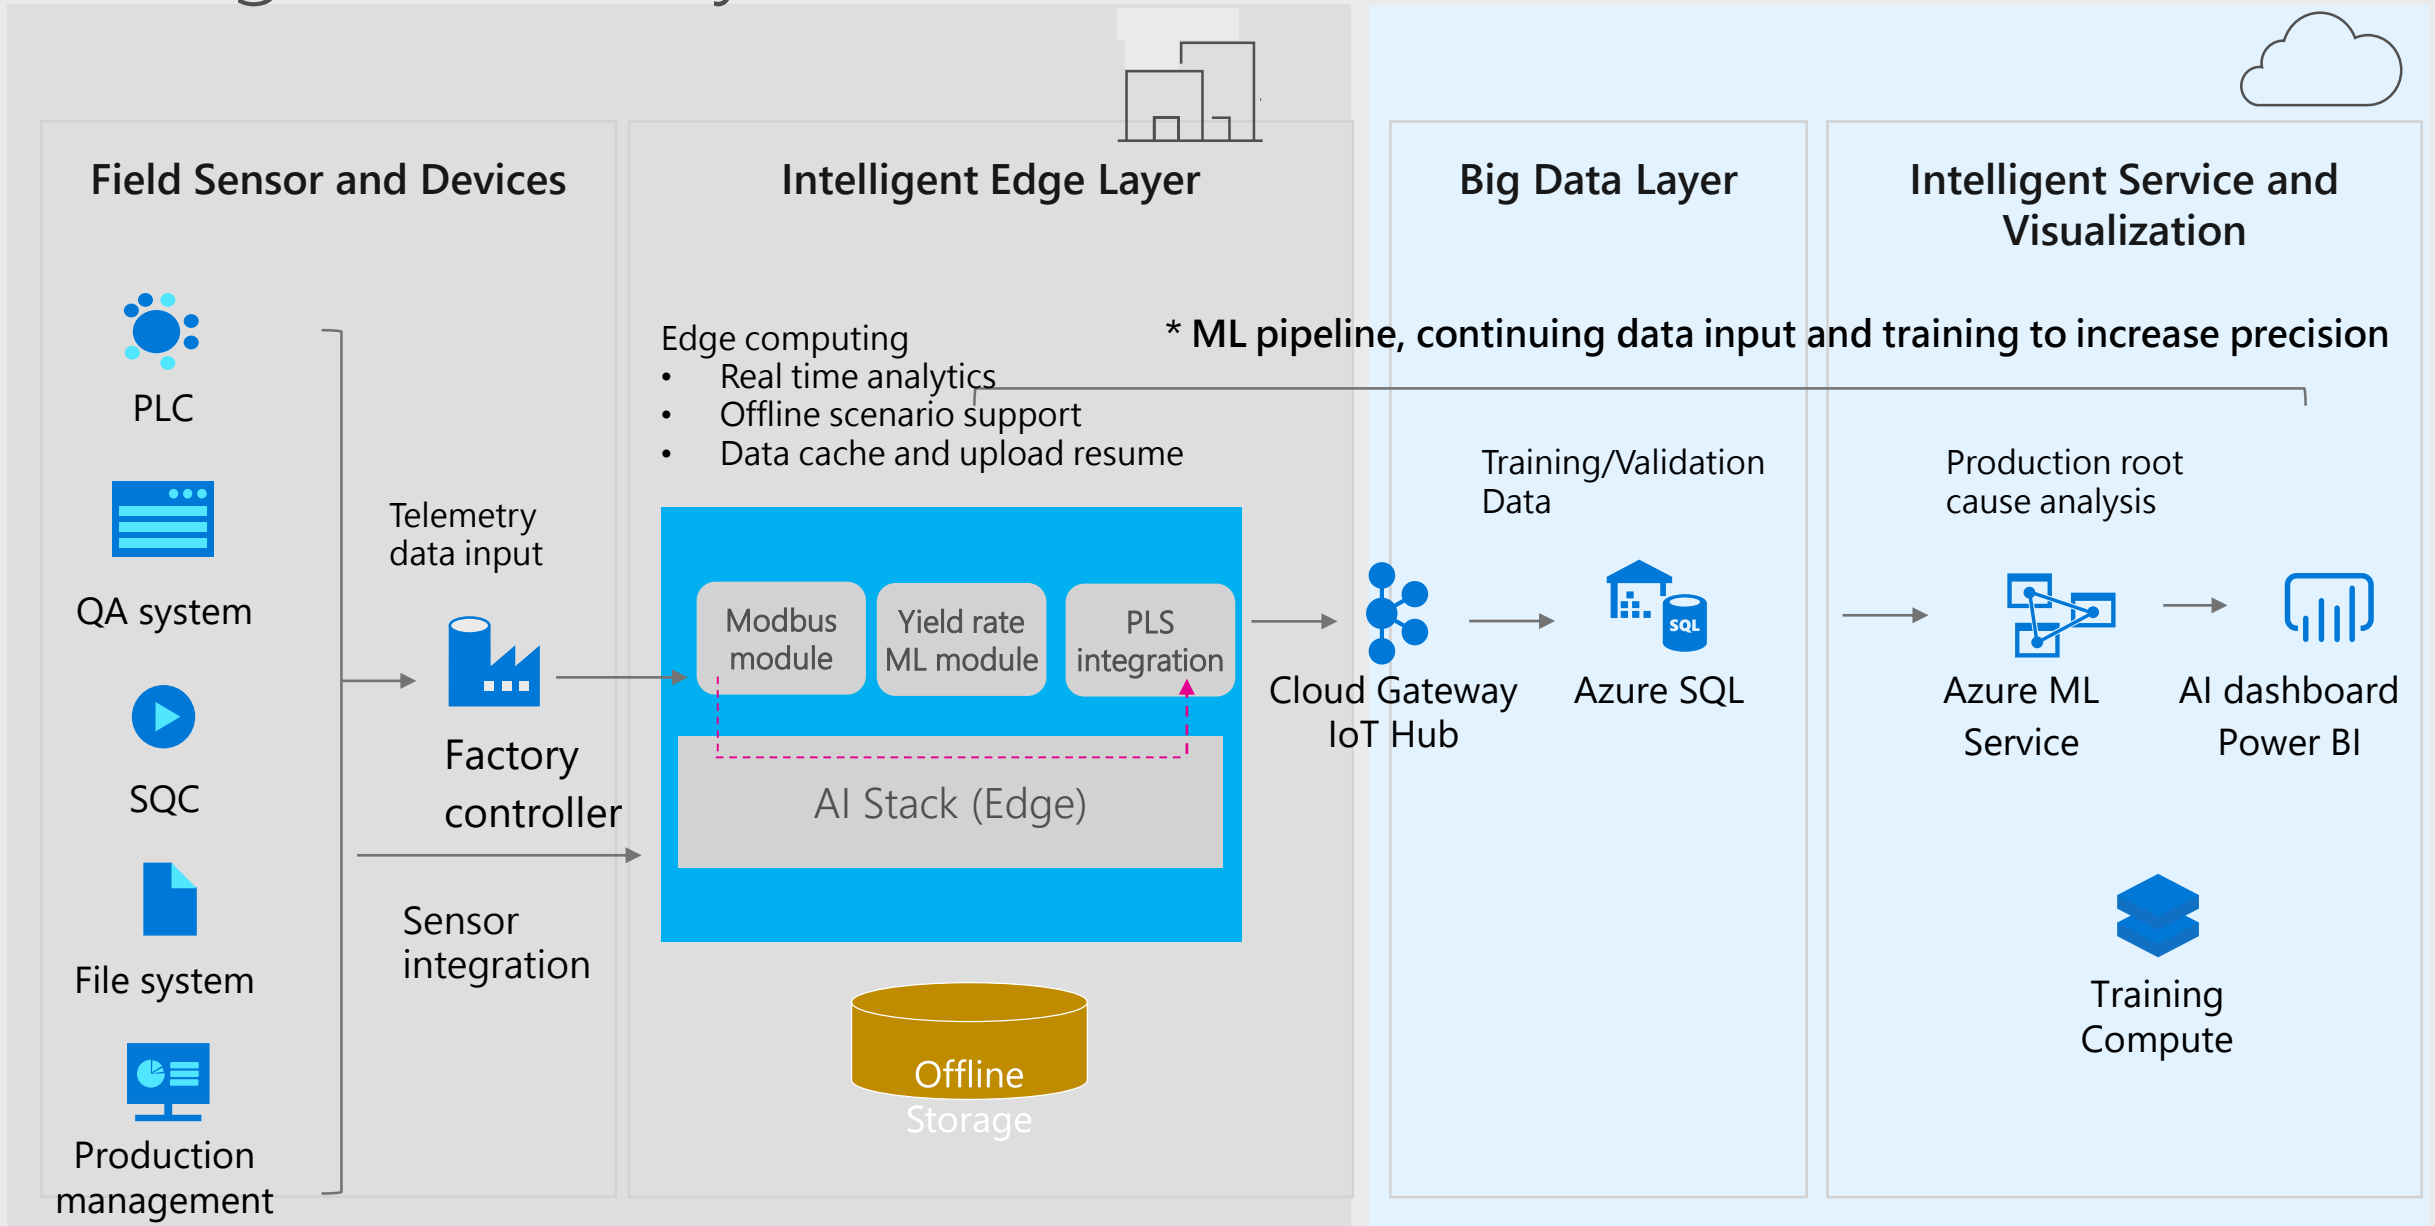 Field Sensor and Devices
PLC
QA system
SQC
File system
Production
management
Telemetry
data input
Factory
controller
Sensor
integration
Intelligent Edge Layer
Edge computing
• Real time analytics
• Offline scenario support
• Data cache and upload resume
Modbus
module
Yield rate
ML module
PLS
integration
AI Stack (Edge)
Offline
Storage
* ML pipeline, continuing data input and training to increase precision
Cloud Gateway
IoT Hub
Big Data Layer
Training/Validation
Data
SQL
Azure SQL
Intelligent Service and
Visualization
Production root
cause analysis
Azure ML
Service
AI dashboard
Power BI
Training
Compute